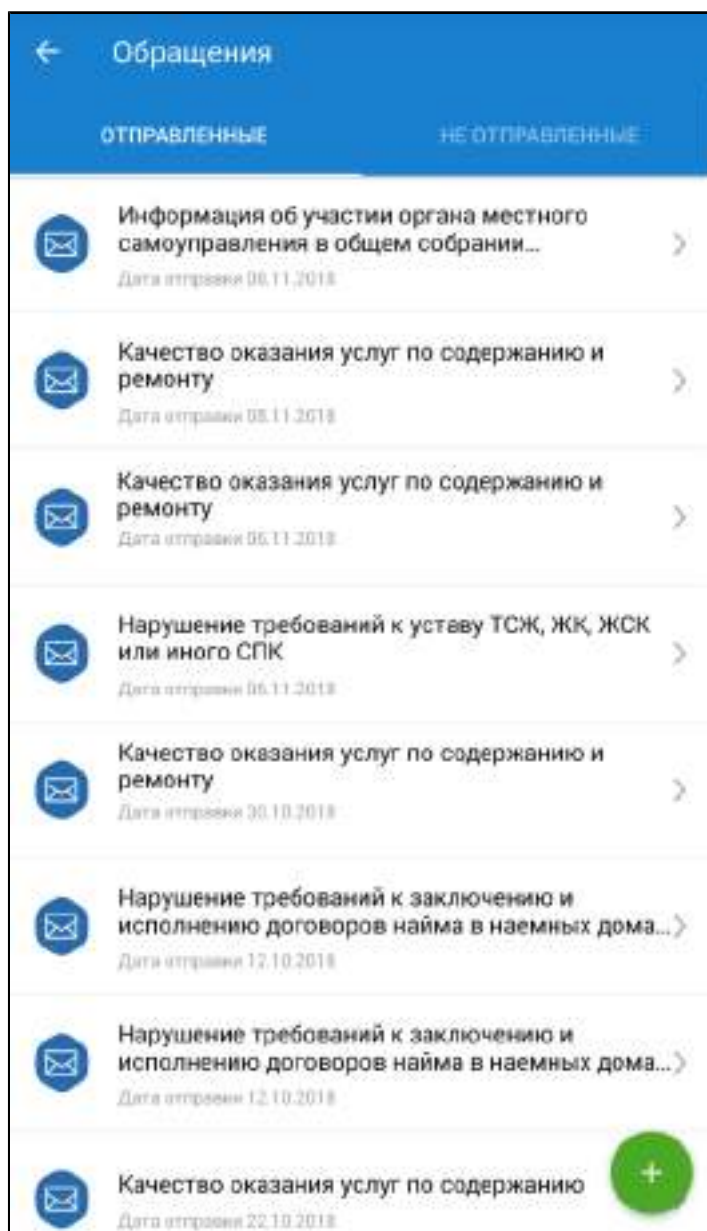 Обращения
ОТПРАВЛЕННЫЕ
НЕ ОТПРАВЛЕННЫЕ
Информация об участии органа местного
самоуправления в общем собрании...
Дата отправки 08.11.2018
Качество оказания услуг по содержанию и
ремонту
Дата отправки 08.11.2018
Качество оказания услуг по содержанию и
ремонту
Дата отправки 06.11.2018
Нарушение требований к уставу ТСЖ, ЖК, ЖСК
или иного СПК
Дата отправки 06.11.2018
Качество оказания услуг по содержанию и
ремонту
Дата отправки 30.10.2018
Нарушение требований к заключению и
исполнению договоров найма в наемных дома...
Дата отправки 12.10.2018
Нарушение требований к заключению и
исполнению договоров найма в наемных дома...
Дата отправки 12.10.2018
Качество оказания услуг по содержанию
Дата отправки 22.10.2018